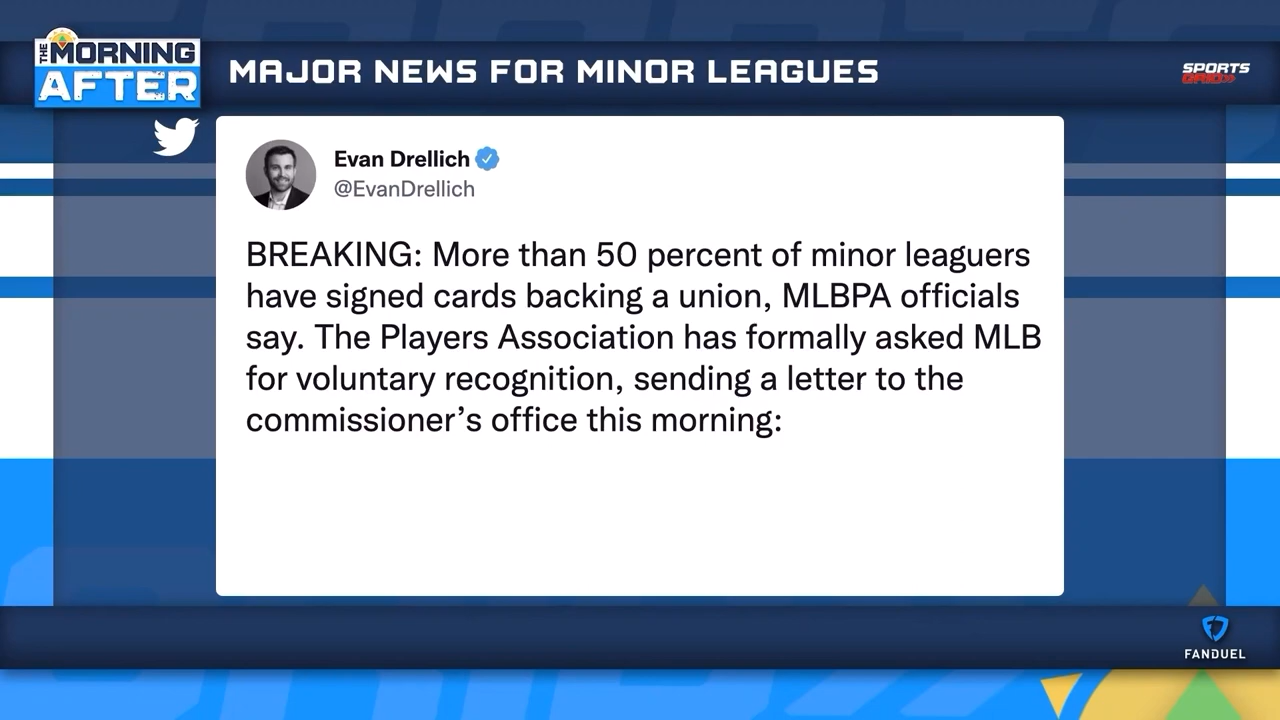 THE
MORNING
AFTER
MAJOR NEWS FOR MINOR LEAGUES
SPORTS
GRID
Evan Drellich
@EvanDrellich
BREAKING: More than 50 percent of minor leaguers
have signed cards backing a union, MLBPA officials
say. The Players Association has formally asked MLB
for voluntary recognition, sending a letter to the
commissioner’s office this morning:
FANDUEL